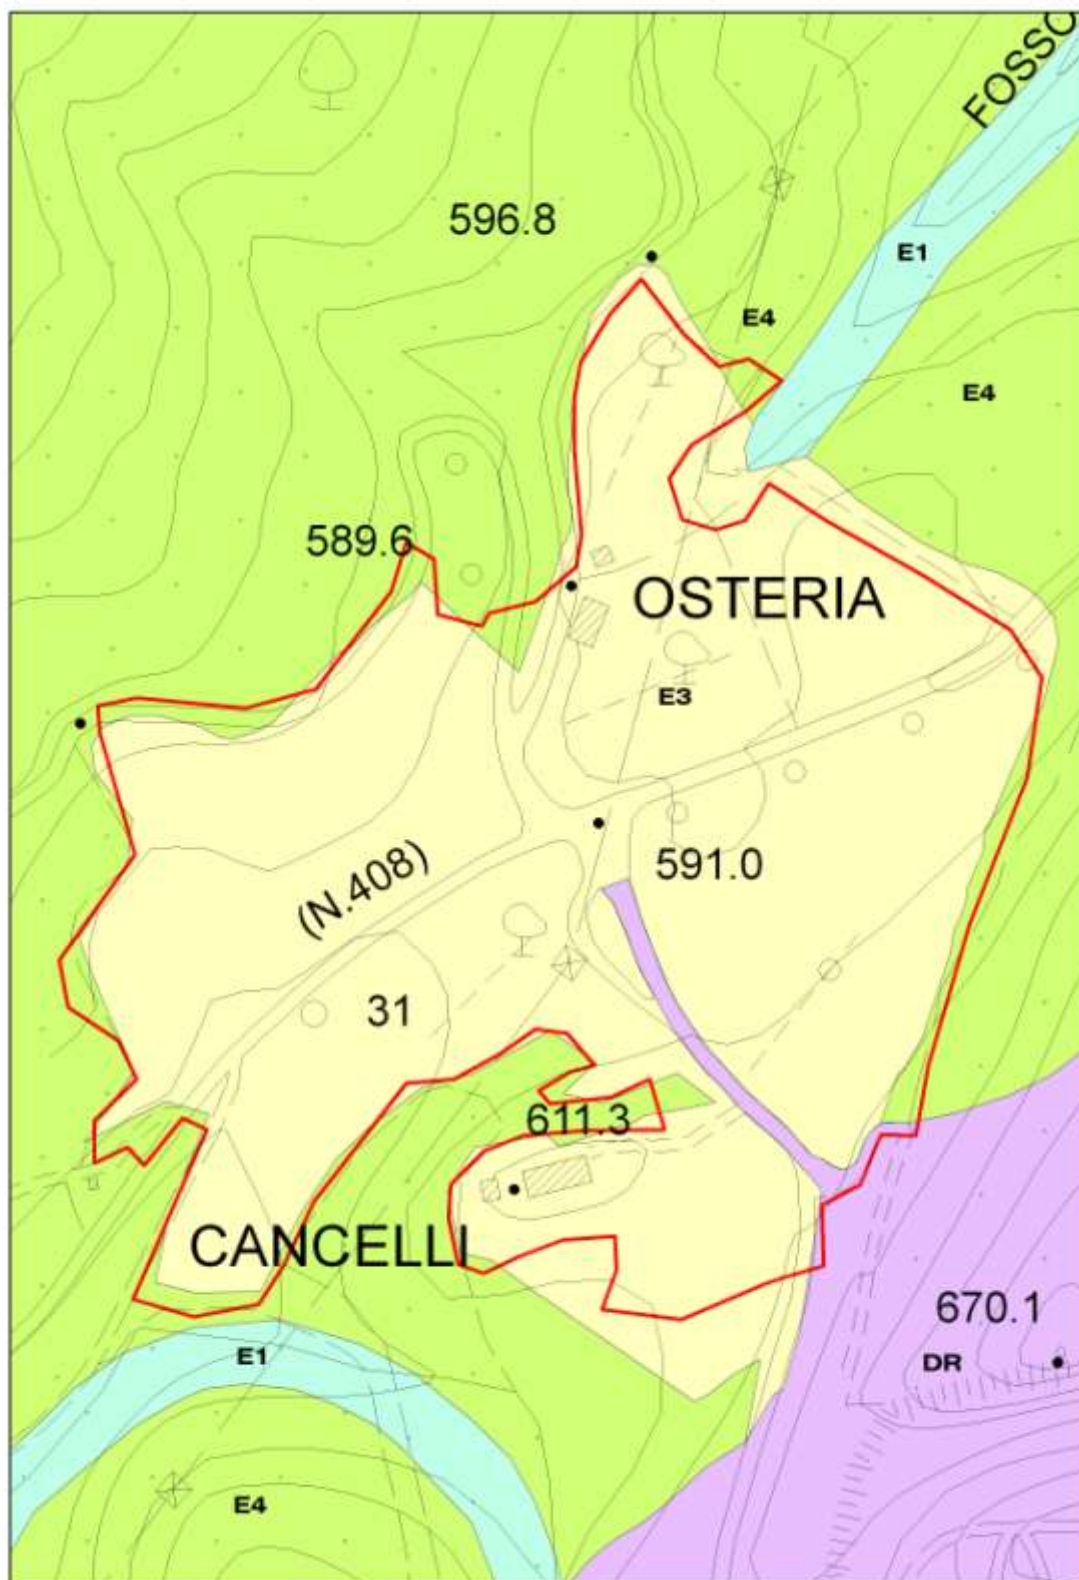 FOSSO
596.8
E1
E4
E4
589.6
OSTERIA
E3
(N.408)
591.0
31
611.3
CANCELLI
670.1
E1
DR
E4